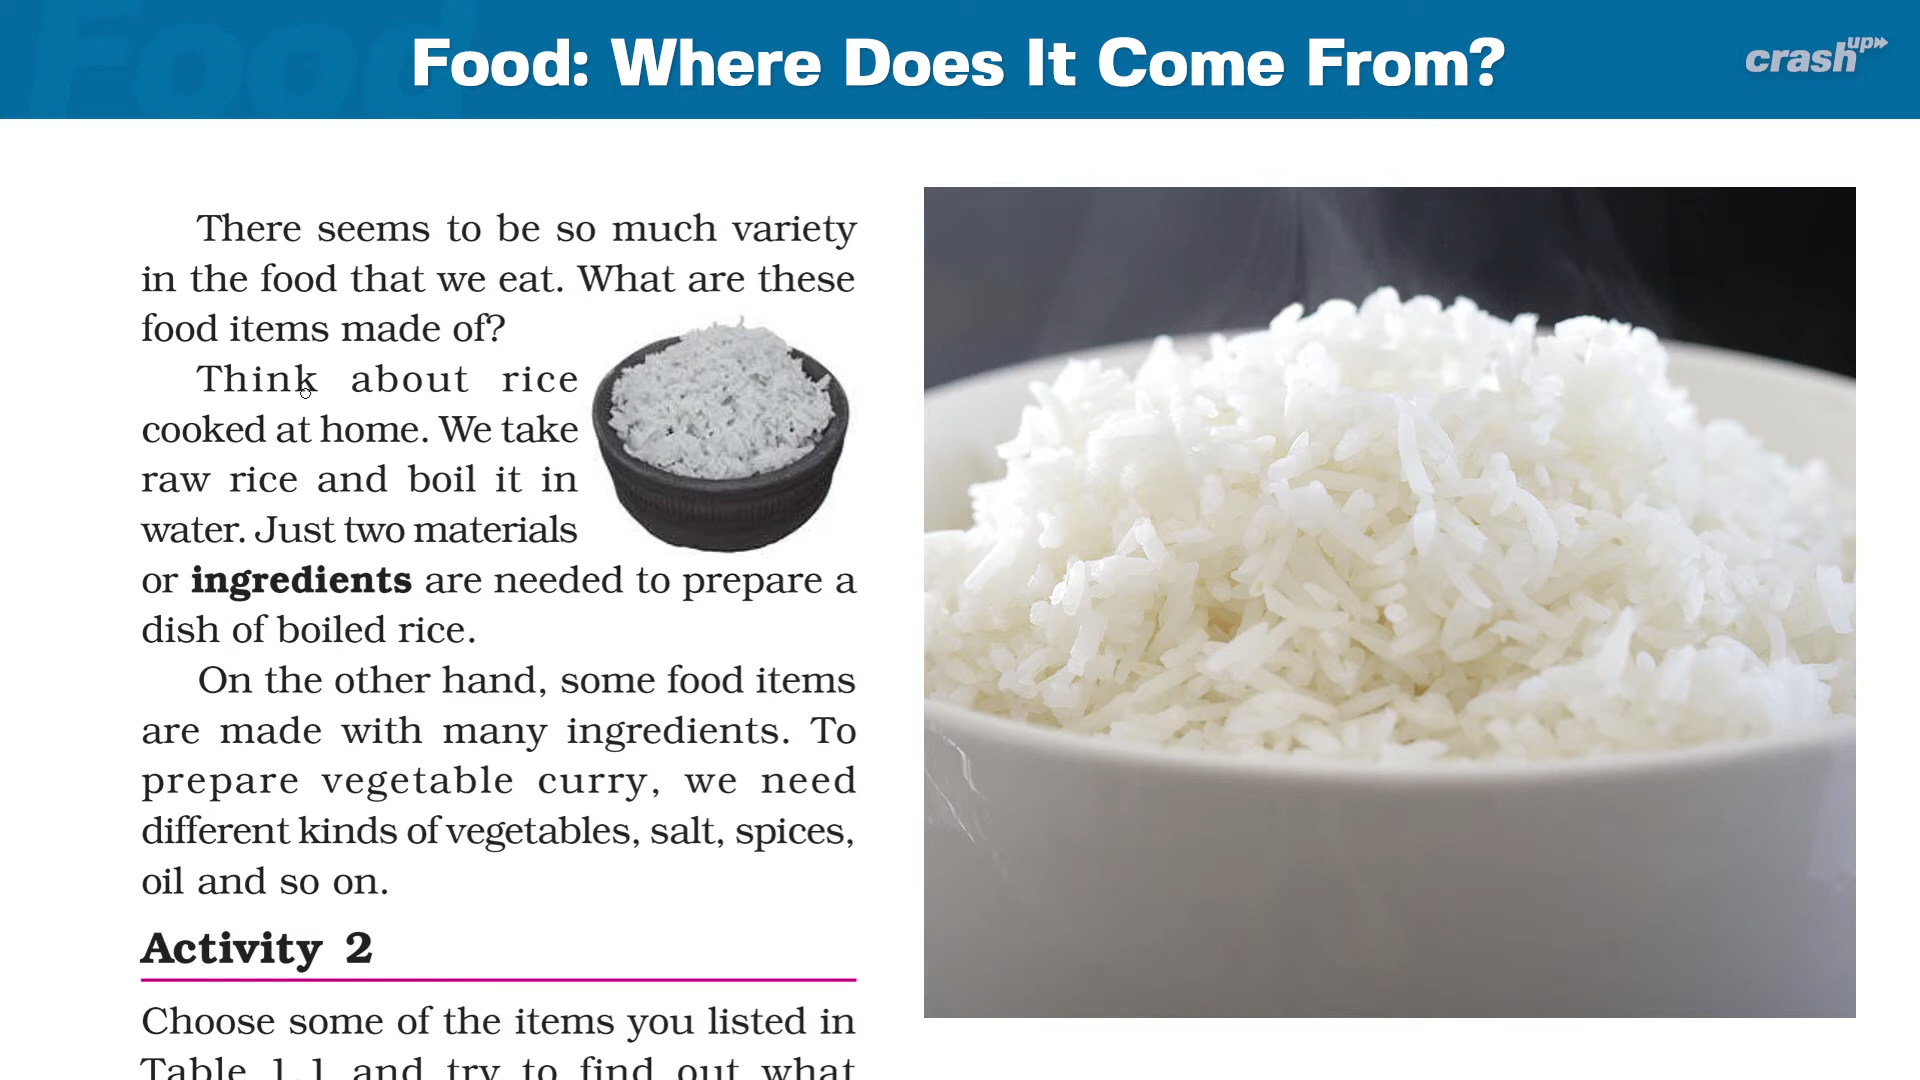 Food
Food: Where Does It Come From?
crashup
There seems to be so much variety
in the food that we eat. What are these
food items made of?
Think about rice
cooked at home. We take
raw rice and boil it in
water. Just two materials
or ingredients are needed to prepare a
dish of boiled rice.
On the other hand, some food items
are made with many ingredients. To
prepare vegetable curry, we need
different kinds of vegetables, salt, spices,
oil and so on.
Activity 2
Choose some of the items you listed in
Table 1.1 and try to find out what